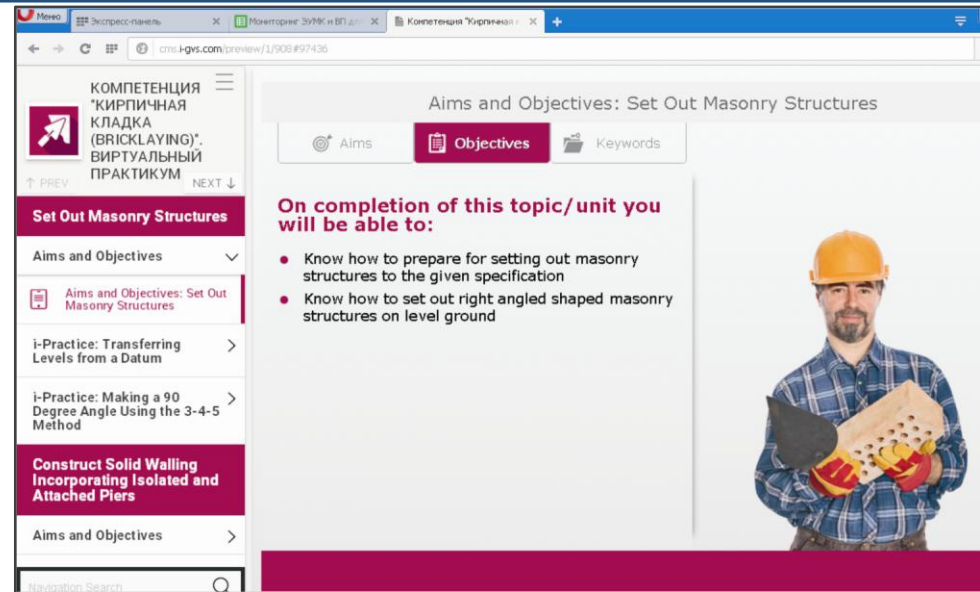 Меню
Экспресс-панель
Мониторинг ЭУМК и ВП для
Компетенция "Кирпичная к
cms.i-gvs.com/preview/1/908#97436
КОМПЕТЕНЦИЯ
"КИРПИЧНАЯ
КЛАДКА
(BRICKLAYING)".
ВИРТУАЛЬНЫЙ
ПРАКТИКУМ
↑ PREV
NEXT ↓
Set Out Masonry Structures
Aims and Objectives
Aims and Objectives: Set Out
Masonry Structures
i-Practice: Transferring
Levels from a Datum
i-Practice: Making a 90
Degree Angle Using the 3-4-5
Method
Construct Solid Walling
Incorporating Isolated and
Attached Piers
Aims and Objectives
Navigation Search
Aims and Objectives: Set Out Masonry Structures
Aims
Objectives
Keywords
On completion of this topic/unit you
will be able to:
• Know how to prepare for setting out masonry
structures to the given specification
• Know how to set out right angled shaped masonry
structures on level ground